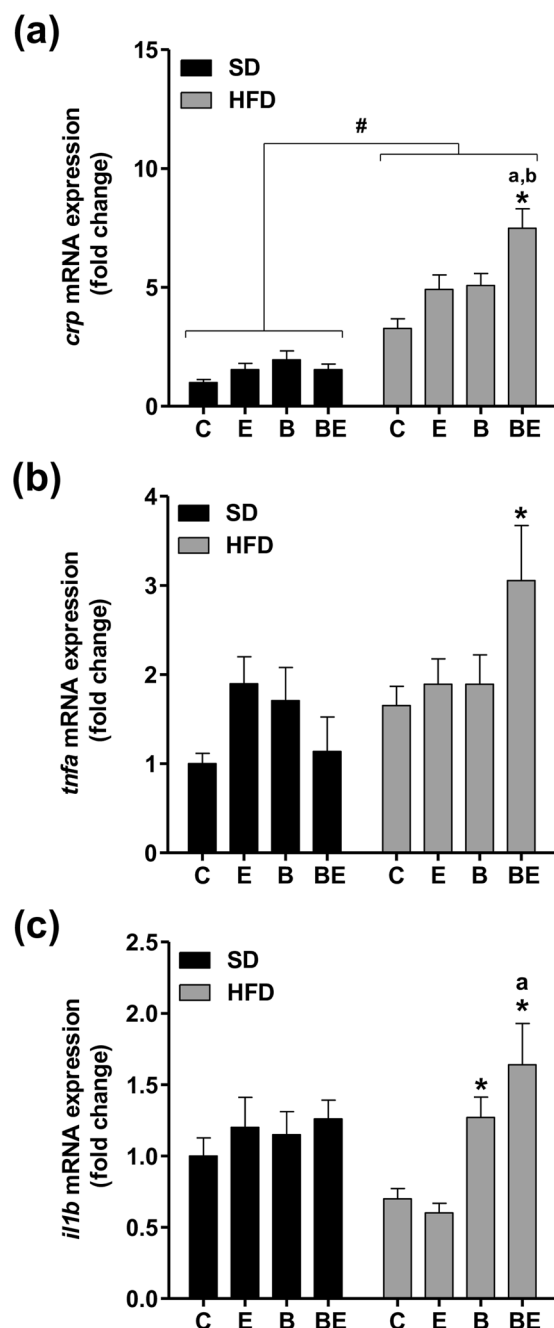 (a)
crp mRNA expression
(fold change)
15
10
5
0
SD
HFD
#
a,b
*
C E B BE C E B BE
(b)
tnfa mRNA expression
(fold change)
4
3
2
1
0
SD
HFD
*
C E B BE C E B BE
(c)
il1b mRNA expression
(fold change)
2.5
2.0
1.5
1.0
0.5
0.0
SD
HFD
a
*
*
C E B BE C E B BE